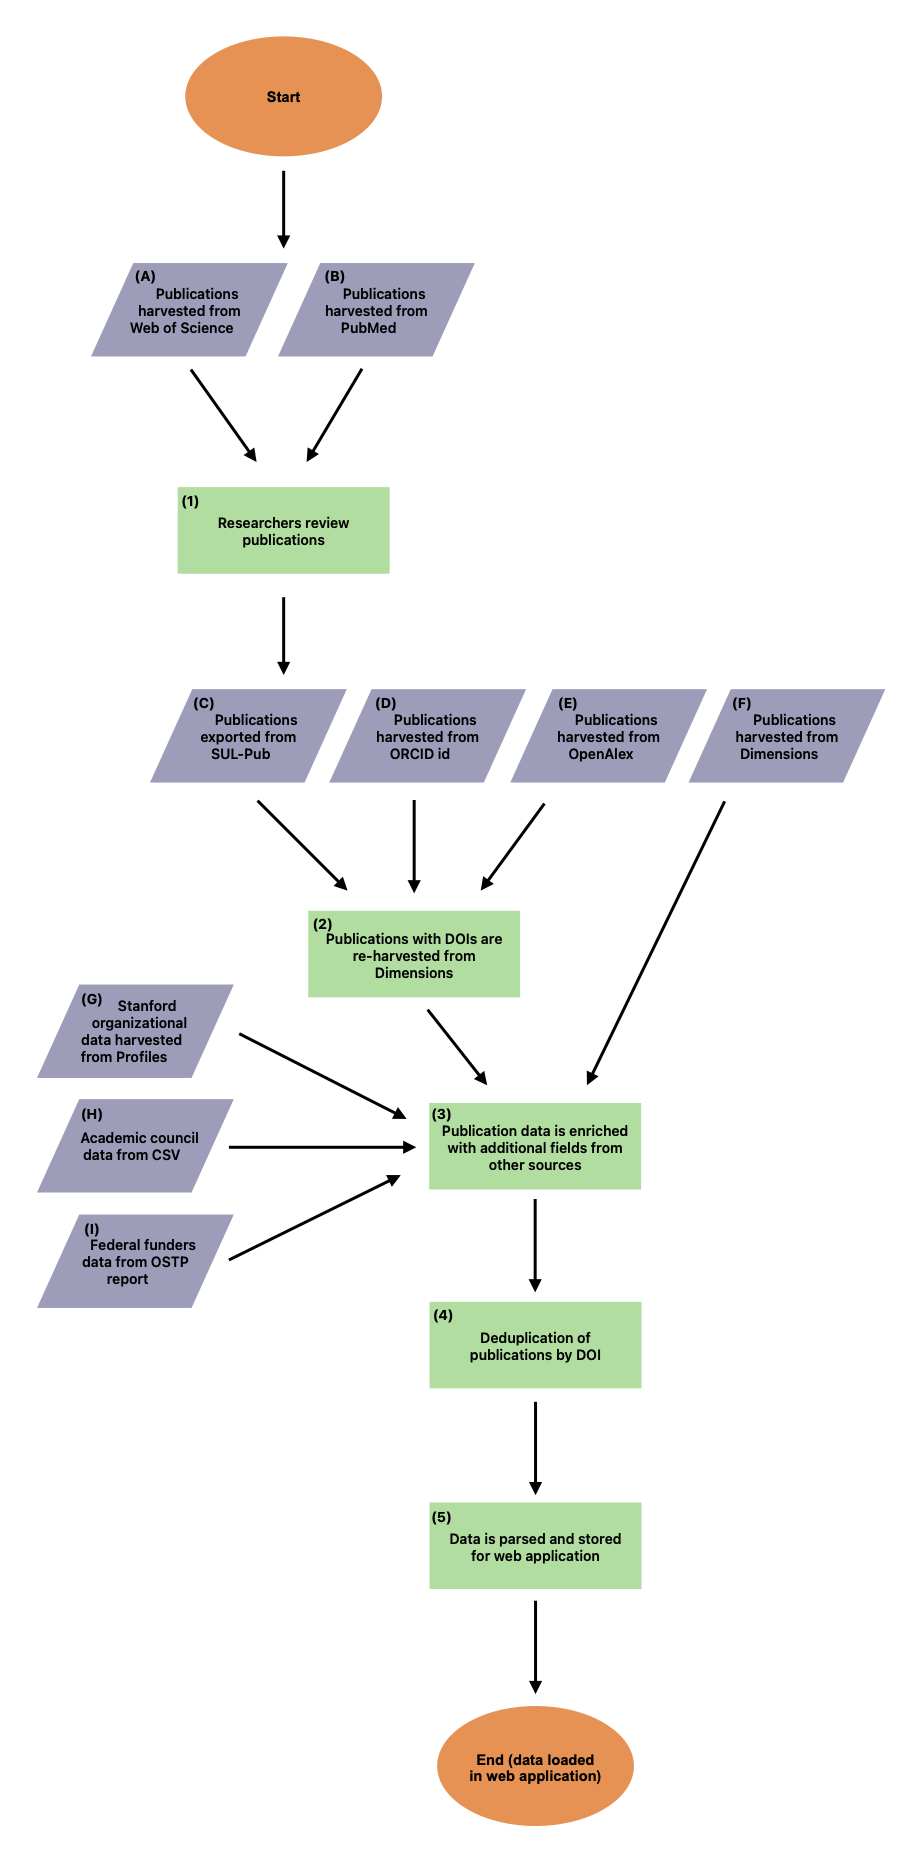 Start
(A)
Publications
harvested from
Web of Science
(B)
Publications
harvested from
PubMed
(1)
Researchers review
publications
(C)
Publications
exported from
SUL-Pub
(D)
Publications
harvested from
ORCID id
(E)
Publications
harvested from
OpenAlex
(F)
Publications
harvested from
Dimensions
(2)
Publications with DOIs are
re-harvested from
Dimensions
(G)
Stanford
organizational
data harvested
from Profiles
(H)
Academic council
data from CSV
(I)
Federal funders
data from OSTP
report
(3)
Publication data is enriched
with additional fields from
other sources
(4)
Deduplication of
publications by DOI
(5)
Data is parsed and stored
for web application
End (data loaded
in web application)